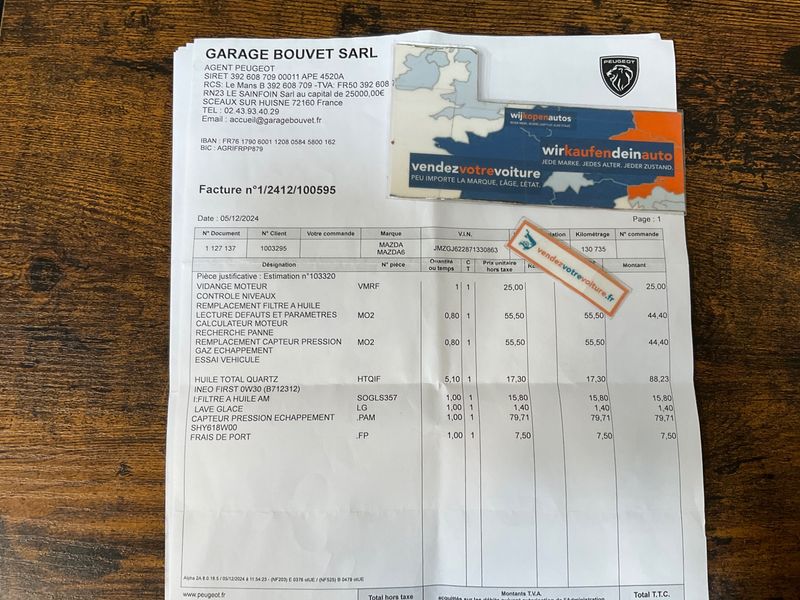 GARAGE BOUVET SARL
AGENT PEUGEOT
SIRET 392 608 709 00011 APE 4520A
RCS: Le Mans B 392 608 709 -TVA: FR50 392 608
RN23 LE SAINFOIN Sarl au capital de 25000,00€
SCEAUX SUR HUISNE 72160 France
TEL : 02.43.93.40.29
Email : accueil@garagebouvet.fr
IBAN : FR76 1790 6001 1208 0584 5800 162
BIC : AGRIFRPP879
PEUGEOT
wijkopenautos
wirkaufendeinauto
JEDE MARKE. JEDES ALTER. JEDER ZUSTAND.
vendezvotrevoiture
PEU IMPORTE LA MARQUE, L'ÂGE, L'ÉTAT.
Facture n°1/2412/100595
Date : 05/12/2024 Page : 1
N° Document N° Client Votre commande Marque V.I.N. Kilométrage N° commande
1 127 137 1003295 MAZDA MAZDA6 JMZGJ622871330863 130 735
vendezvotrevoiture.fr
Désignation N° pièce Quantité ou temps C T Prix unitaire hors taxe Montant
Pièce justificative : Estimation n°103320
VIDANGE MOTEUR VMRF 1 1 25,00 25,00
CONTROLE NIVEAUX
REMPLACEMENT FILTRE A HUILE
LECTURE DEFAUTS ET PARAMETRES MO2 0,80 1 55,50 55,50 44,40
CALCULATEUR MOTEUR
RECHERCHE PANNE
REMPLACEMENT CAPTEUR PRESSION MO2 0,80 1 55,50 55,50 44,40
GAZ ECHAPPEMENT
ESSAI VEHICULE
HUILE TOTAL QUARTZ HTQIF 5,10 1 17,30 17,30 88,23
INEO FIRST 0W30 (B712312)
I:FILTRE A HUILE AM SOGLS357 1,00 1 15,80 15,80 15,80
LAVE GLACE LG 1,00 1 1,40 1,40 1,40
CAPTEUR PRESSION ECHAPPEMENT .PAM 1,00 1 79,71 79,71 79,71
SHY618W00
FRAIS DE PORT .FP 1,00 1 7,50 7,50 7,50
www.peugeot.fr Total hors taxe Montants T.V.A. Total T.T.C.